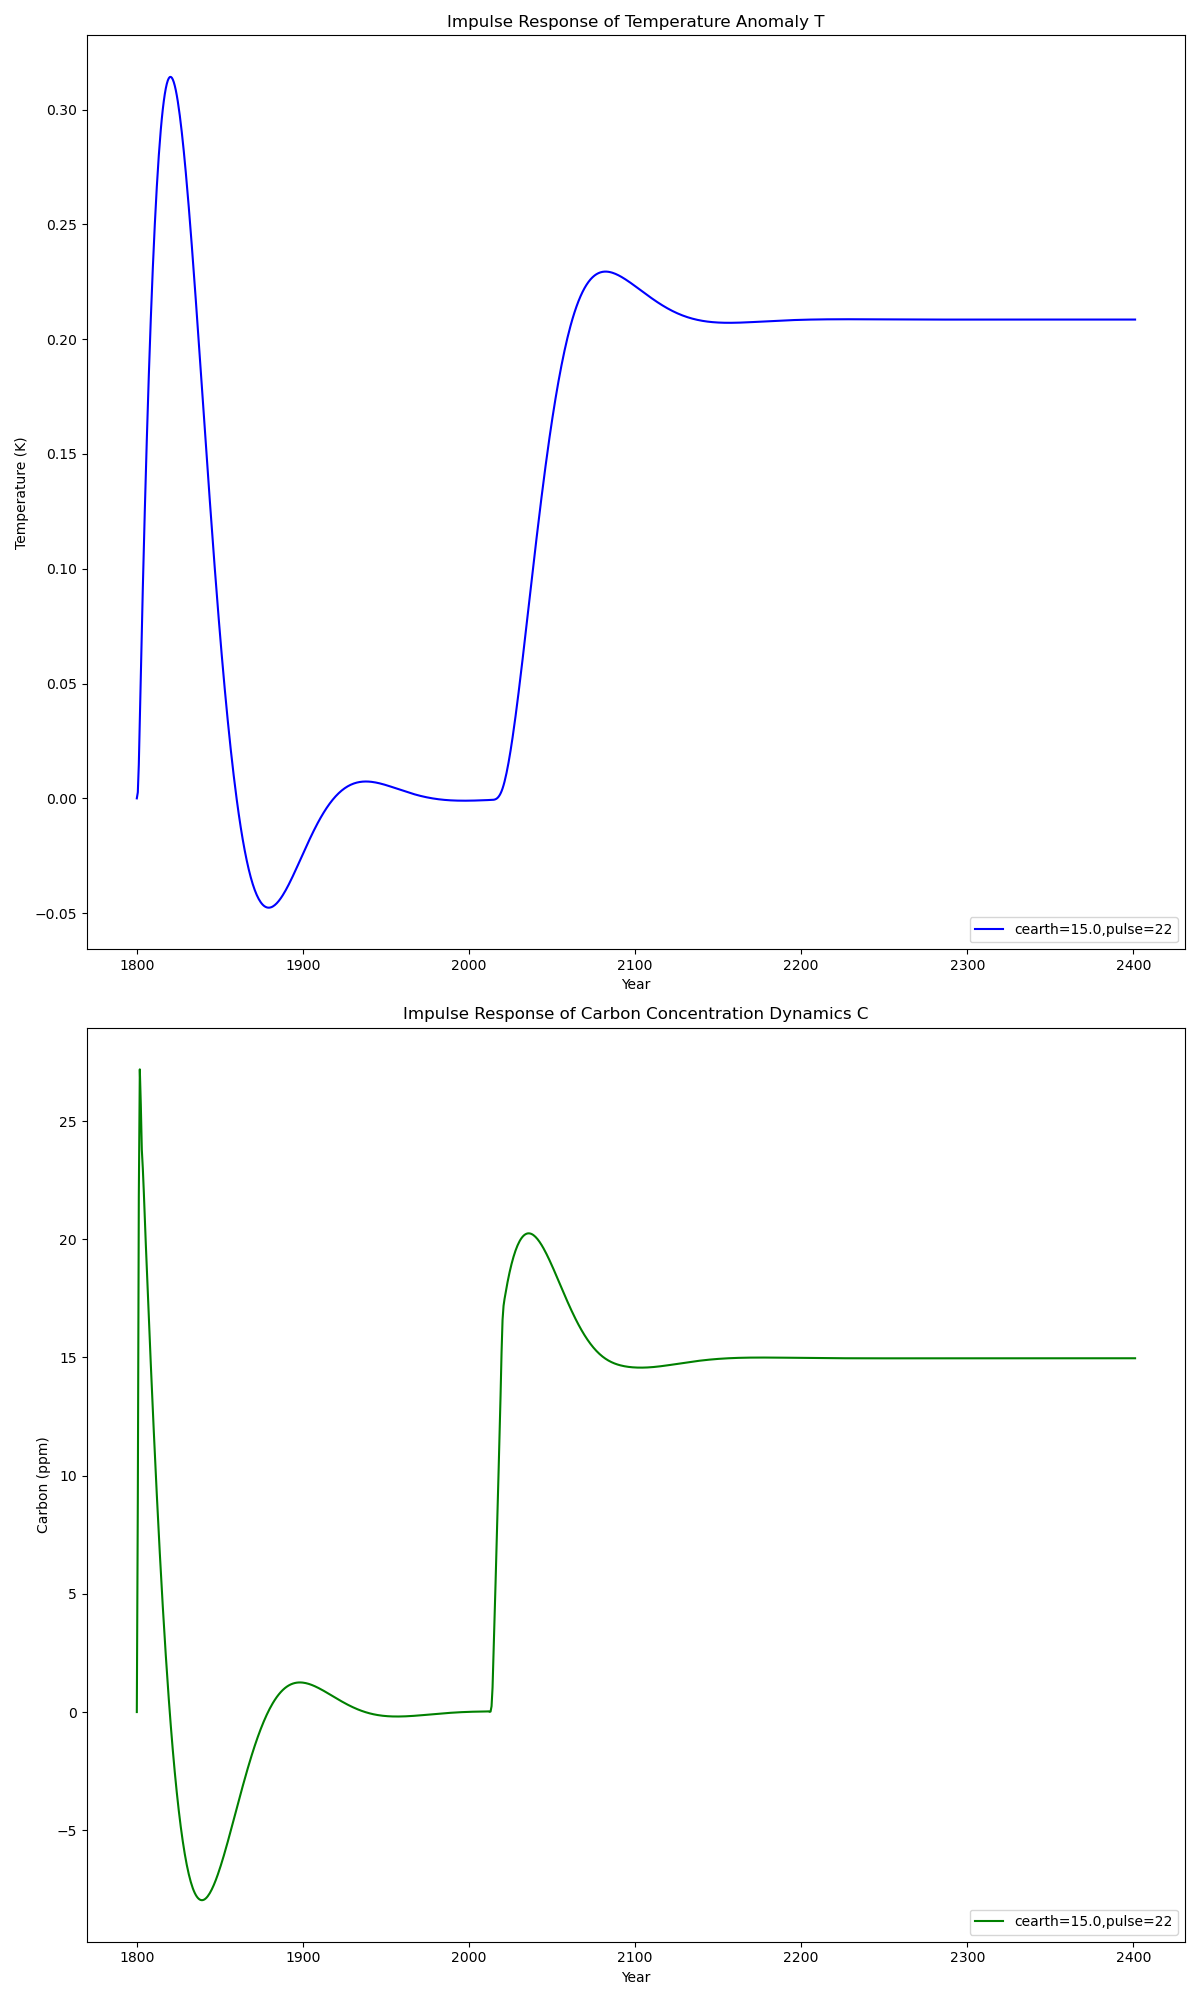 Impulse Response of Temperature Anomaly T
Temperature (K)
0.30
0.25
0.20
0.15
0.10
0.05
0.00
−0.05
cearth=15.0,pulse=22
1800 1900 2000 2100 2200 2300 2400
Year
Impulse Response of Carbon Concentration Dynamics C
Carbon (ppm)
25
20
15
10
5
0
−5
cearth=15.0,pulse=22
1800 1900 2000 2100 2200 2300 2400
Year